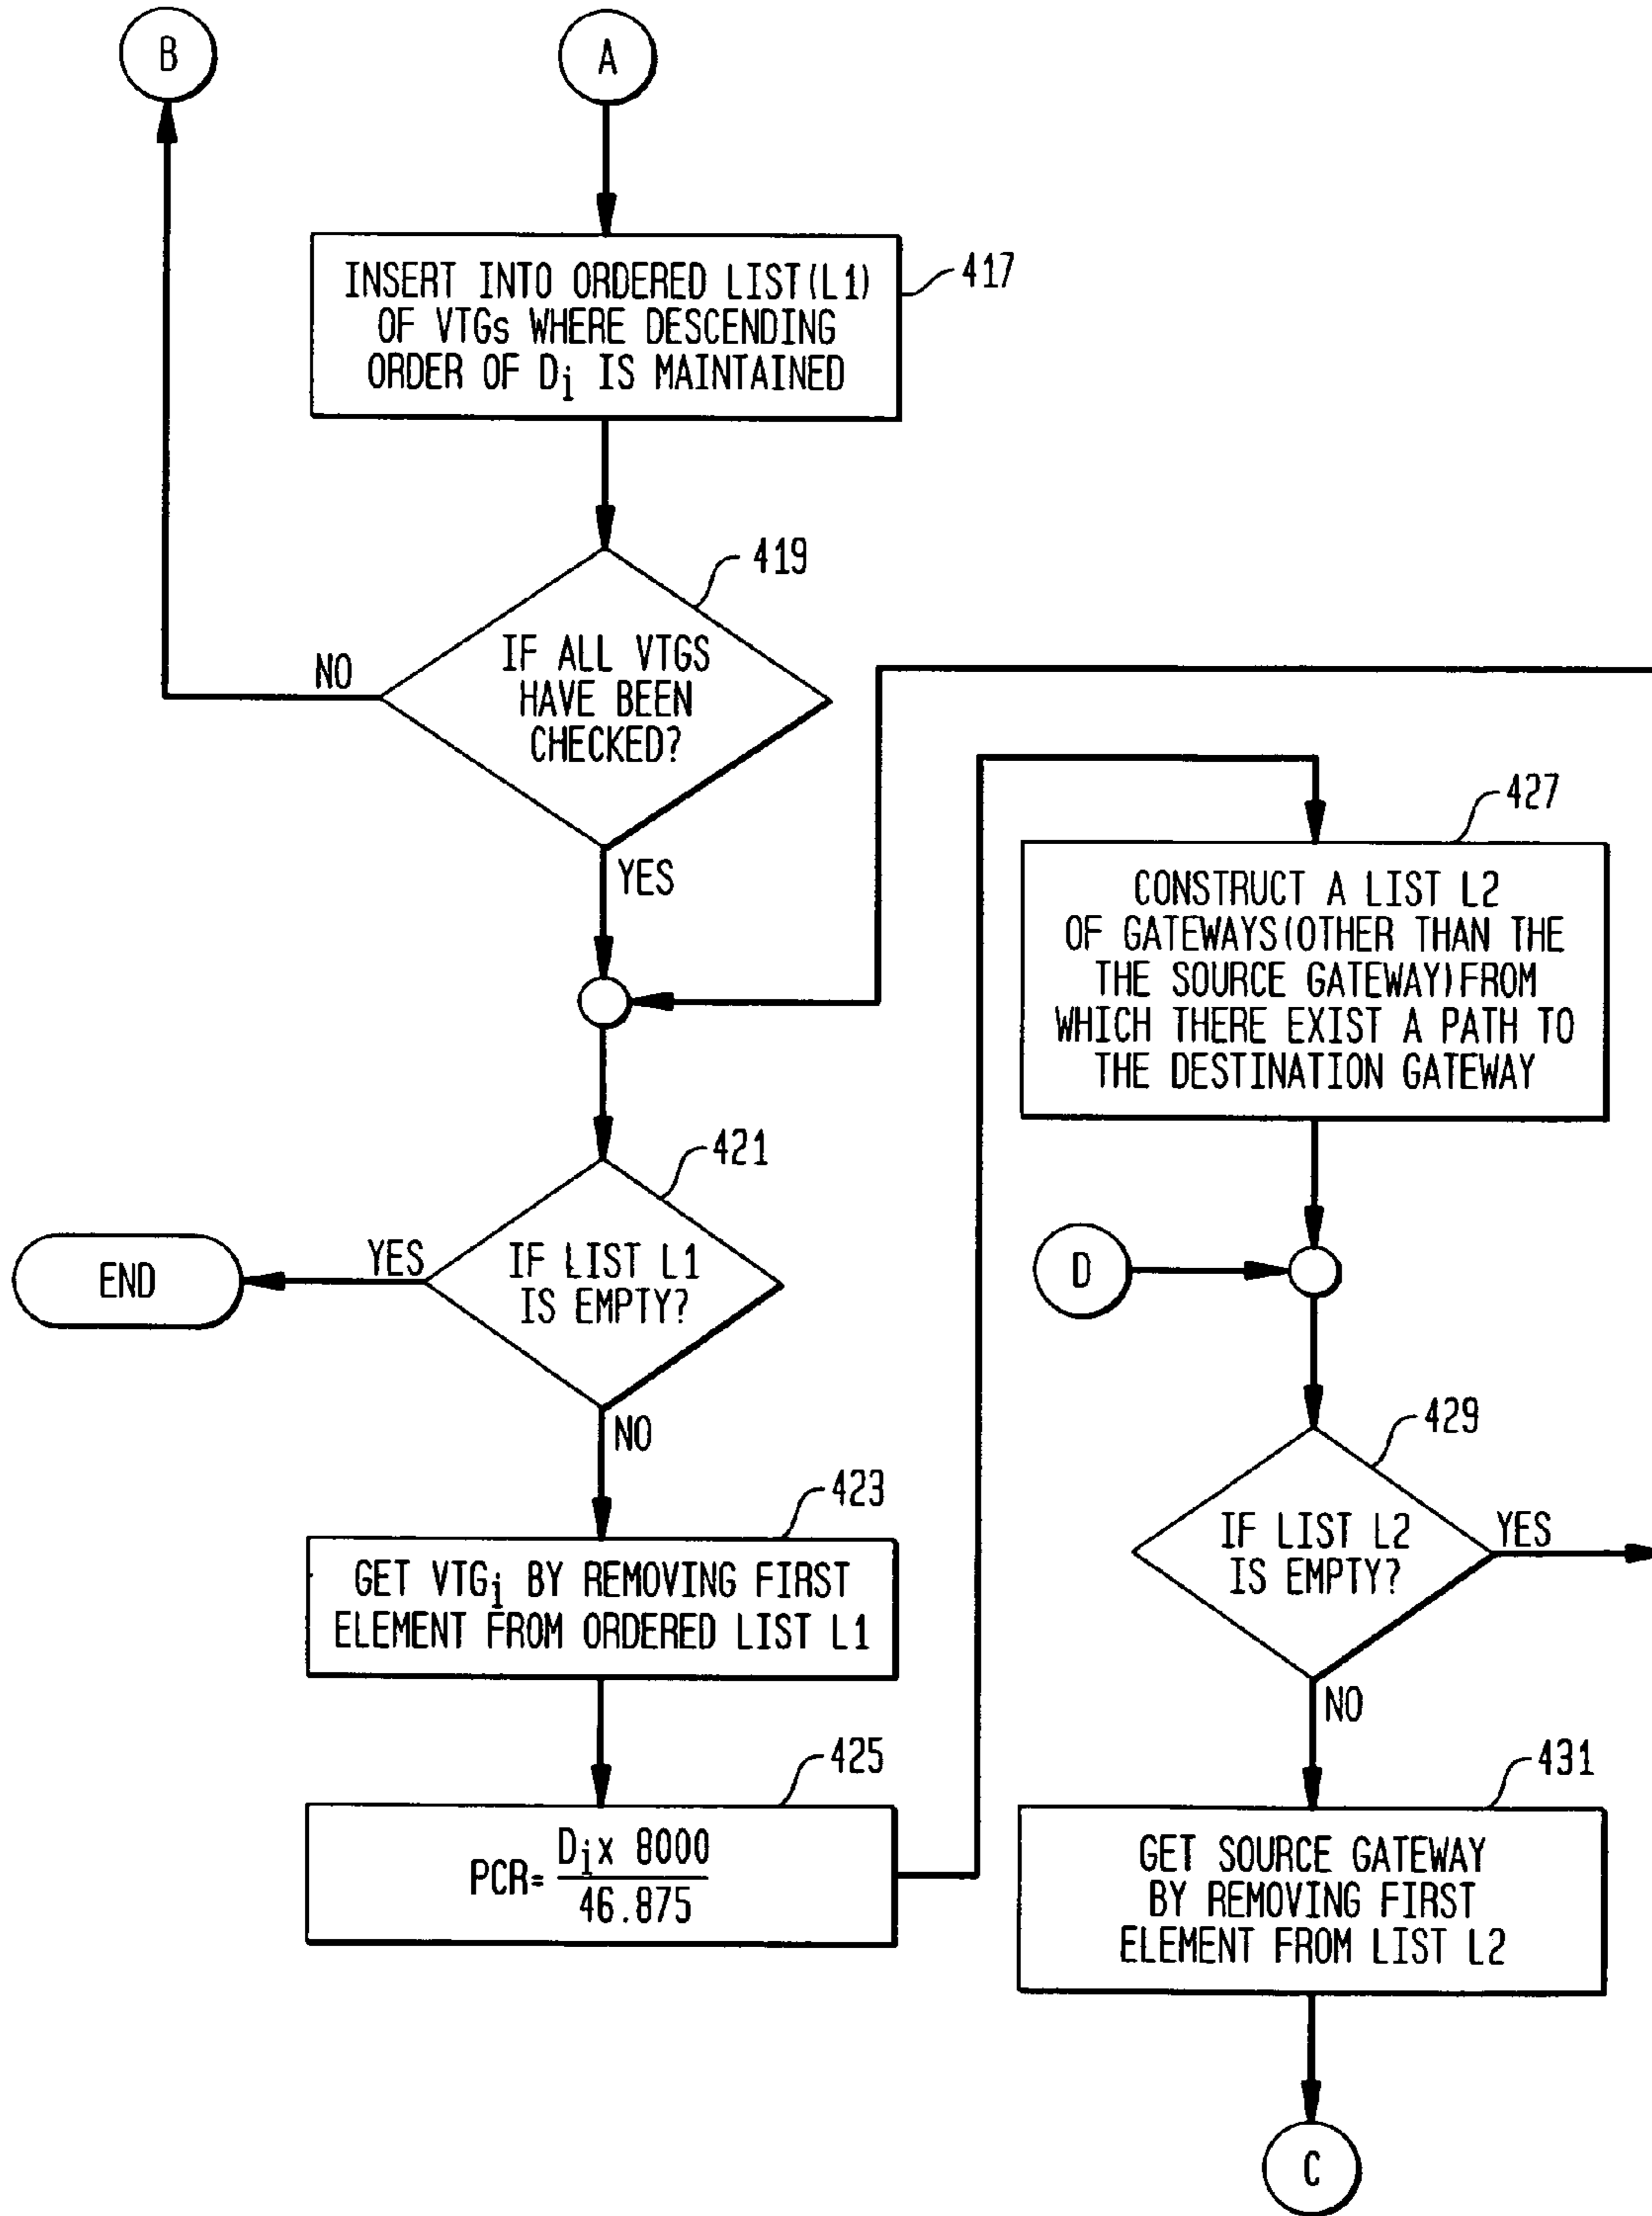 B
A
INSERT INTO ORDERED LIST(L1)
OF VTGs WHERE DESCENDING
ORDER OF Di IS MAINTAINED
417
419
IF ALL VTGS
HAVE BEEN
CHECKED?
NO
YES
421
IF LIST L1
IS EMPTY?
YES
END
NO
423
GET VTGi BY REMOVING FIRST
ELEMENT FROM ORDERED LIST L1
425
PCR= Di x 8000
46.875
427
CONSTRUCT A LIST L2
OF GATEWAYS(OTHER THAN THE
THE SOURCE GATEWAY)FROM
WHICH THERE EXIST A PATH TO
THE DESTINATION GATEWAY
D
429
IF LIST L2
IS EMPTY?
YES
NO
431
GET SOURCE GATEWAY
BY REMOVING FIRST
ELEMENT FROM LIST L2
C